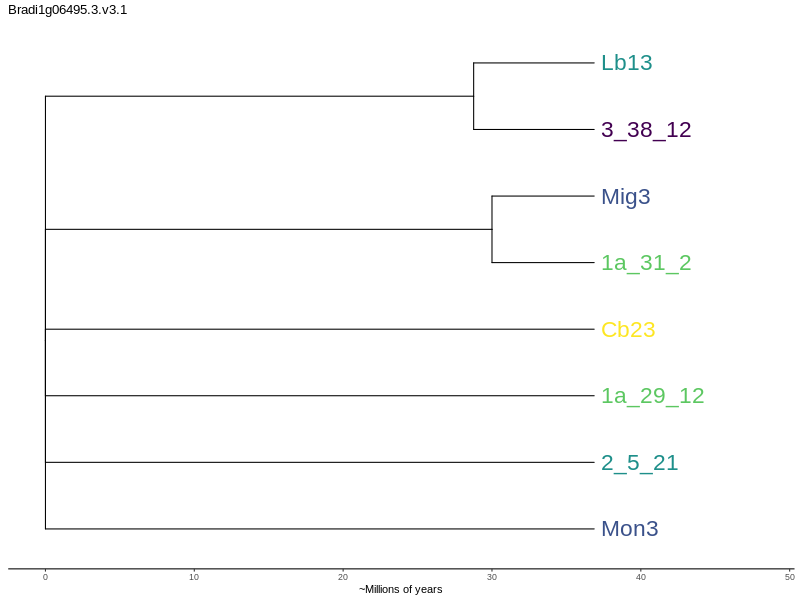 Bradi1g06495.3.v3.1
Lb13
3_38_12
Mig3
1a_31_2
Cb23
1a_29_12
2_5_21
Mon3
0 10 20 30 40 50
~Millions of years